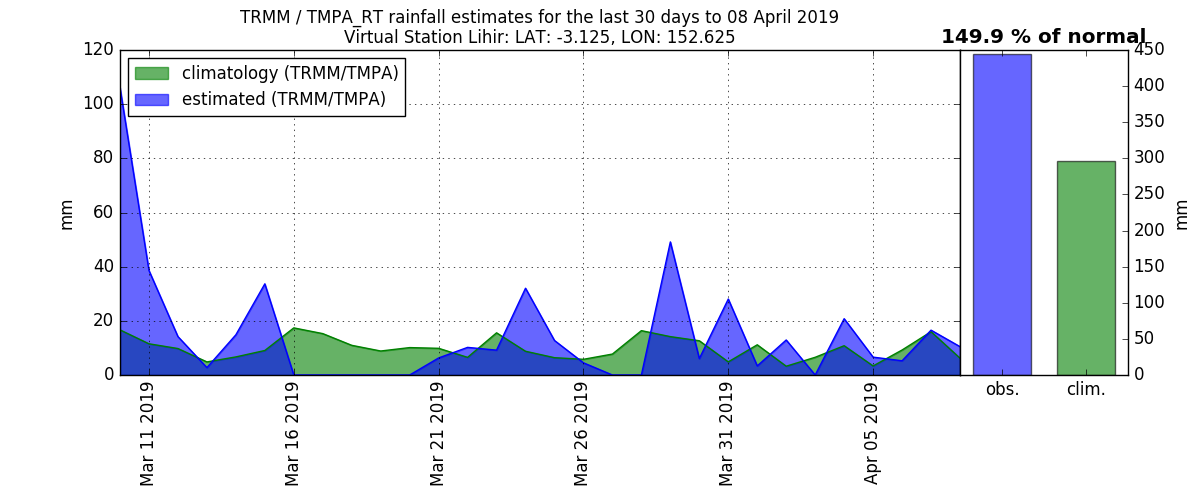 TRMM / TMPA_RT rainfall estimates for the last 30 days to 08 April 2019
Virtual Station Lihir: LAT: -3.125, LON: 152.625
149.9 % of normal
climatology (TRMM/TMPA)
estimated (TRMM/TMPA)
mm
120
100
80
60
40
20
0
Mar 11 2019
Mar 16 2019
Mar 21 2019
Mar 26 2019
Mar 31 2019
Apr 05 2019
obs.
clim.
450
400
350
300
250
200
150
100
50
0
mm